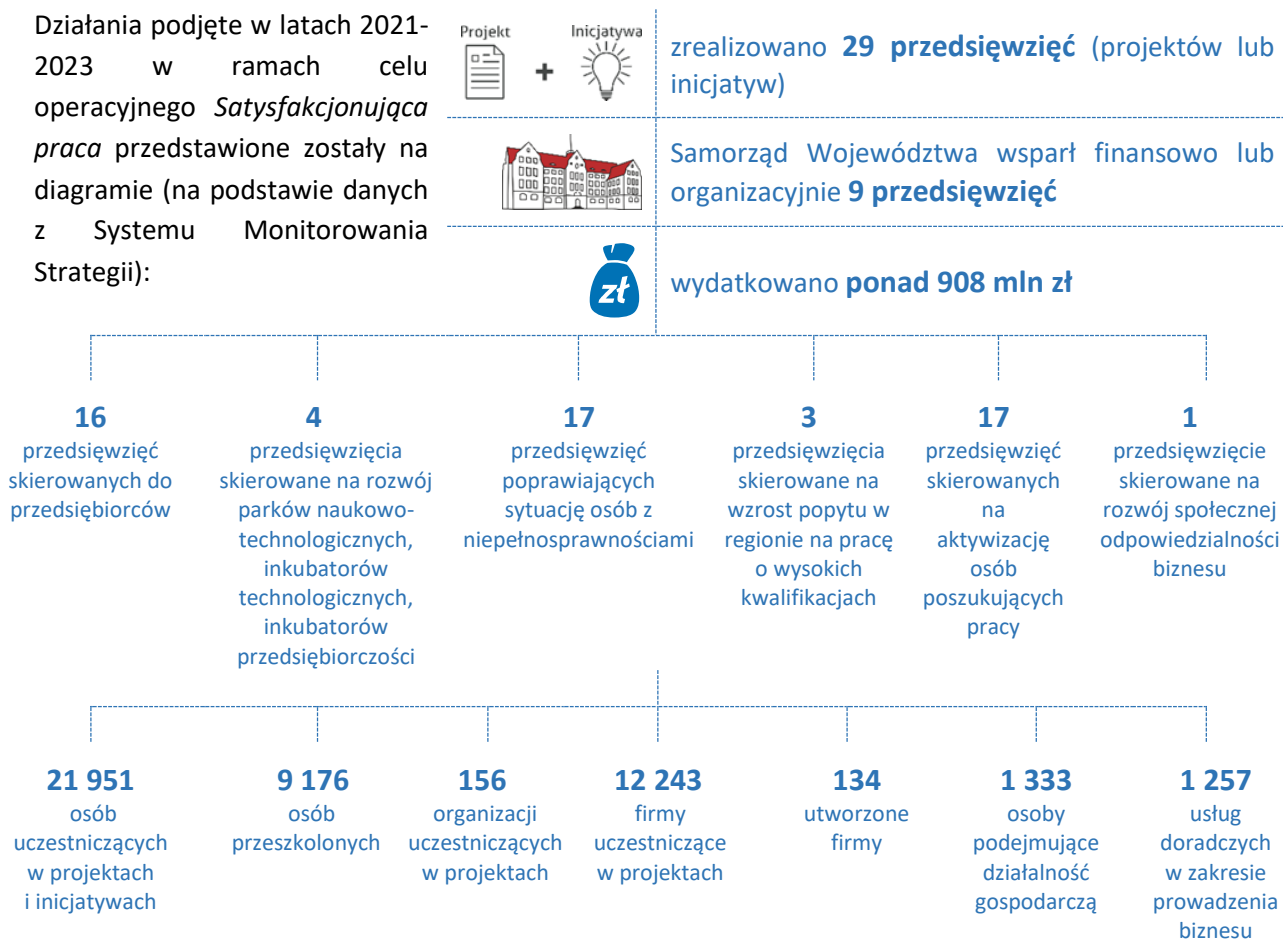 Działania podjęte w latach 2021-
2023 w ramach celu
operacyjnego Satysfakcjonująca
praca przedstawione zostały na
diagramie (na podstawie danych
z Systemu Monitorowania
Strategii):
Projekt
+
Inicjatywa
zrealizowano 29 przedsięwzięć (projektów lub
inicjatyw)
Samorząd Województwa wsparł finansowo lub
organizacyjnie 9 przedsięwzięć
zł
wydatkowano ponad 908 mln zł
16
przedsięwzięć
skierowanych do
przedsiębiorców
4
przedsięwzięcia
skierowane na rozwój
parków naukowo-
technologicznych,
inkubatorów
technologicznych,
inkubatorów
przedsiębiorczości
17
przedsięwzięć
poprawiających
sytuację osób z
niepełnosprawnościami
3
przedsięwzięcia
skierowane na
wzrost popytu w
regionie na pracę
o wysokich
kwalifikacjach
17
przedsięwzięć
skierowanych
na
aktywizację
osób
poszukujących
pracy
1
przedsięwzięcie
skierowane na
rozwój społecznej
odpowiedzialności
biznesu
21 951
osób
uczestniczących
w projektach
i inicjatywach
9 176
osób
przeszkolonych
156
organizacji
uczestniczących
w projektach
12 243
firmy
uczestniczące
w projektach
134
utworzone
firmy
1 333
osoby
podejmujące
działalność
gospodarczą
1 257
usług
doradczych
w zakresie
prowadzenia
biznesu